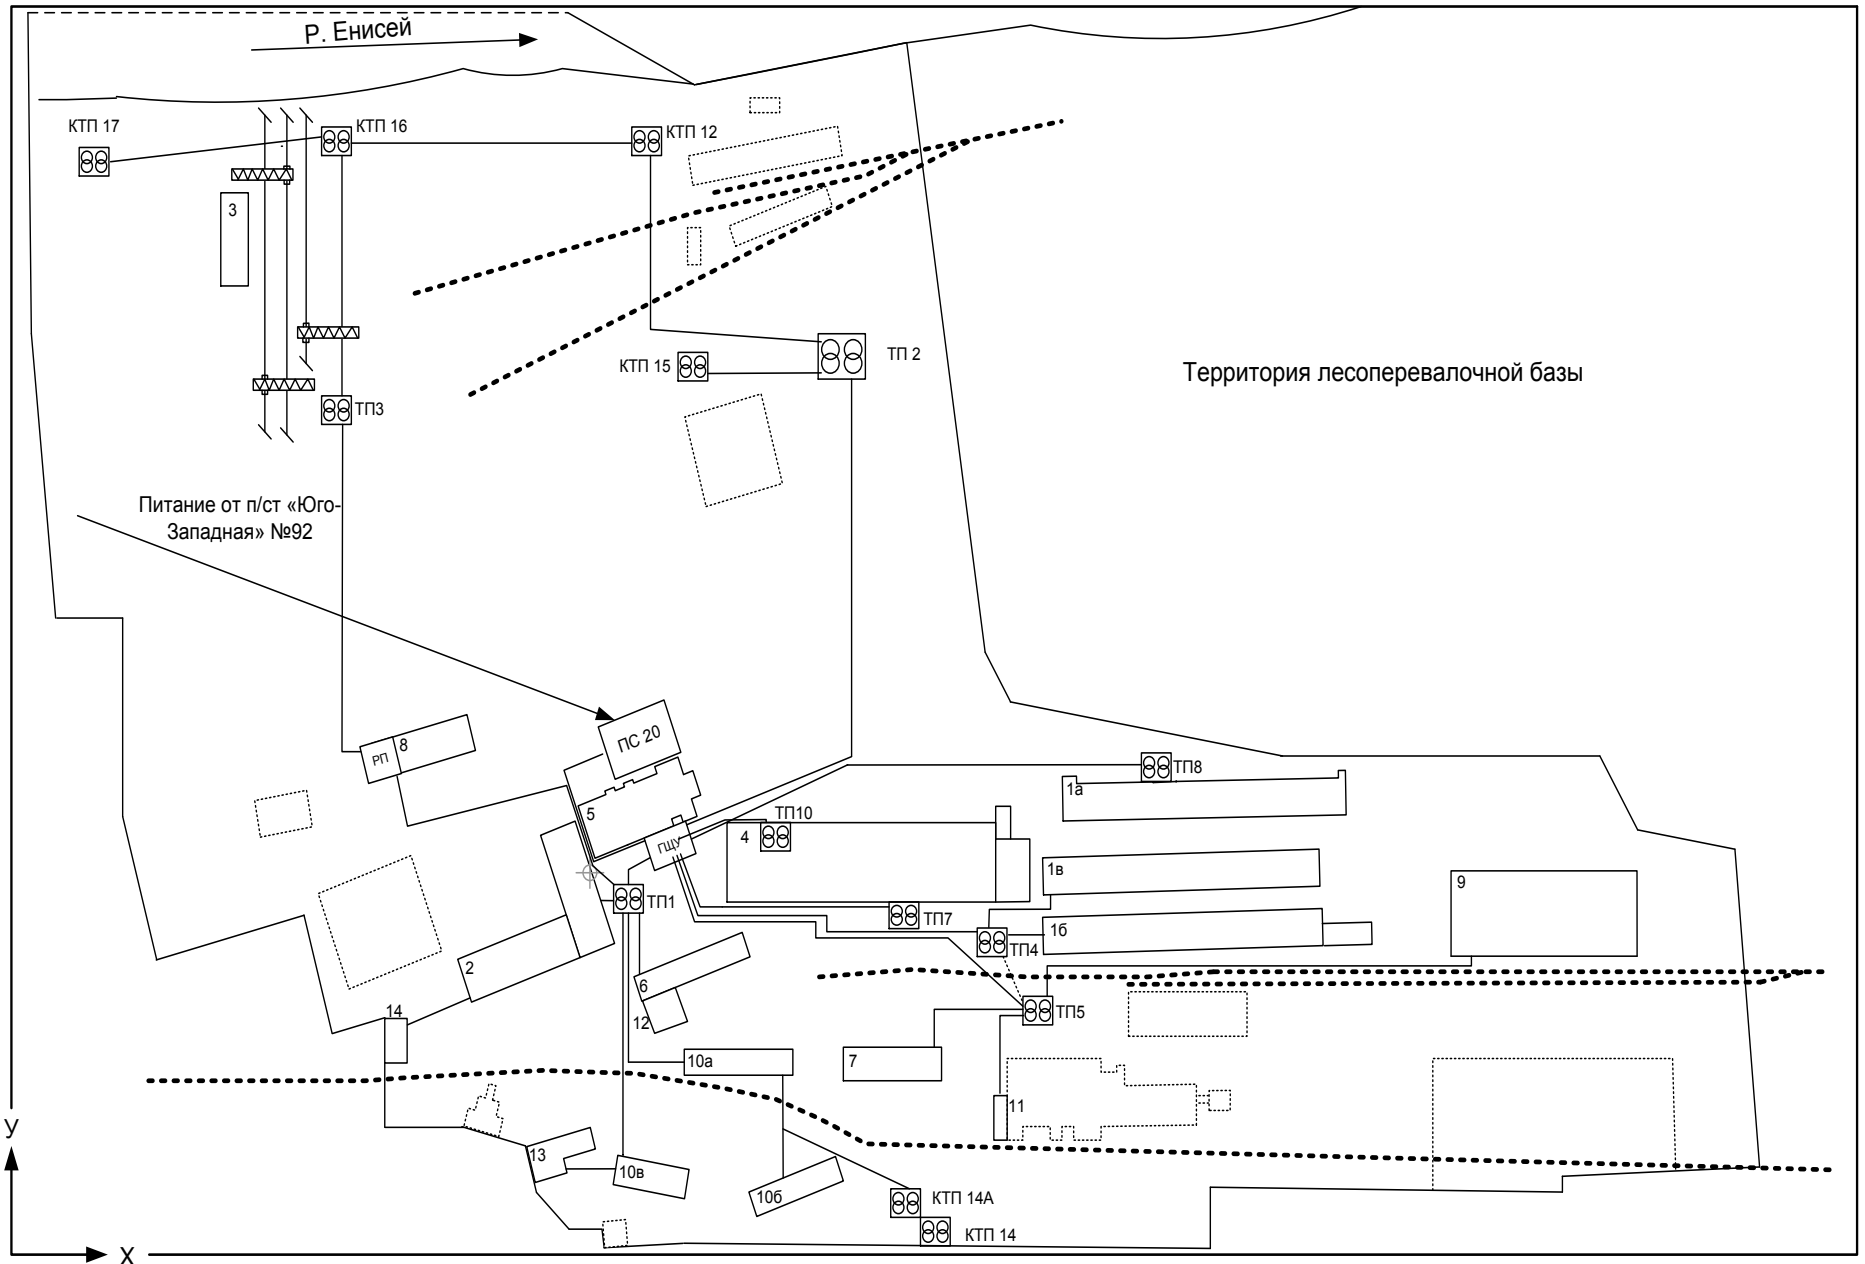 Р. Енисей
КТП 17
КТП 16
КТП 12
3
КТП 15
ТП 2
Территория лесоперевалочной базы
ТП3
Питание от п/ст «Юго-
Западная» №92
ПС 20
РП
8
ТП8
1а
5
ТП10
4
ГЩУ
1в
9
ТП1
ТП7
1б
ТП4
2
6
12
14
ТП5
10а
7
11
13
10в
10б
КТП 14А
КТП 14
У
Х